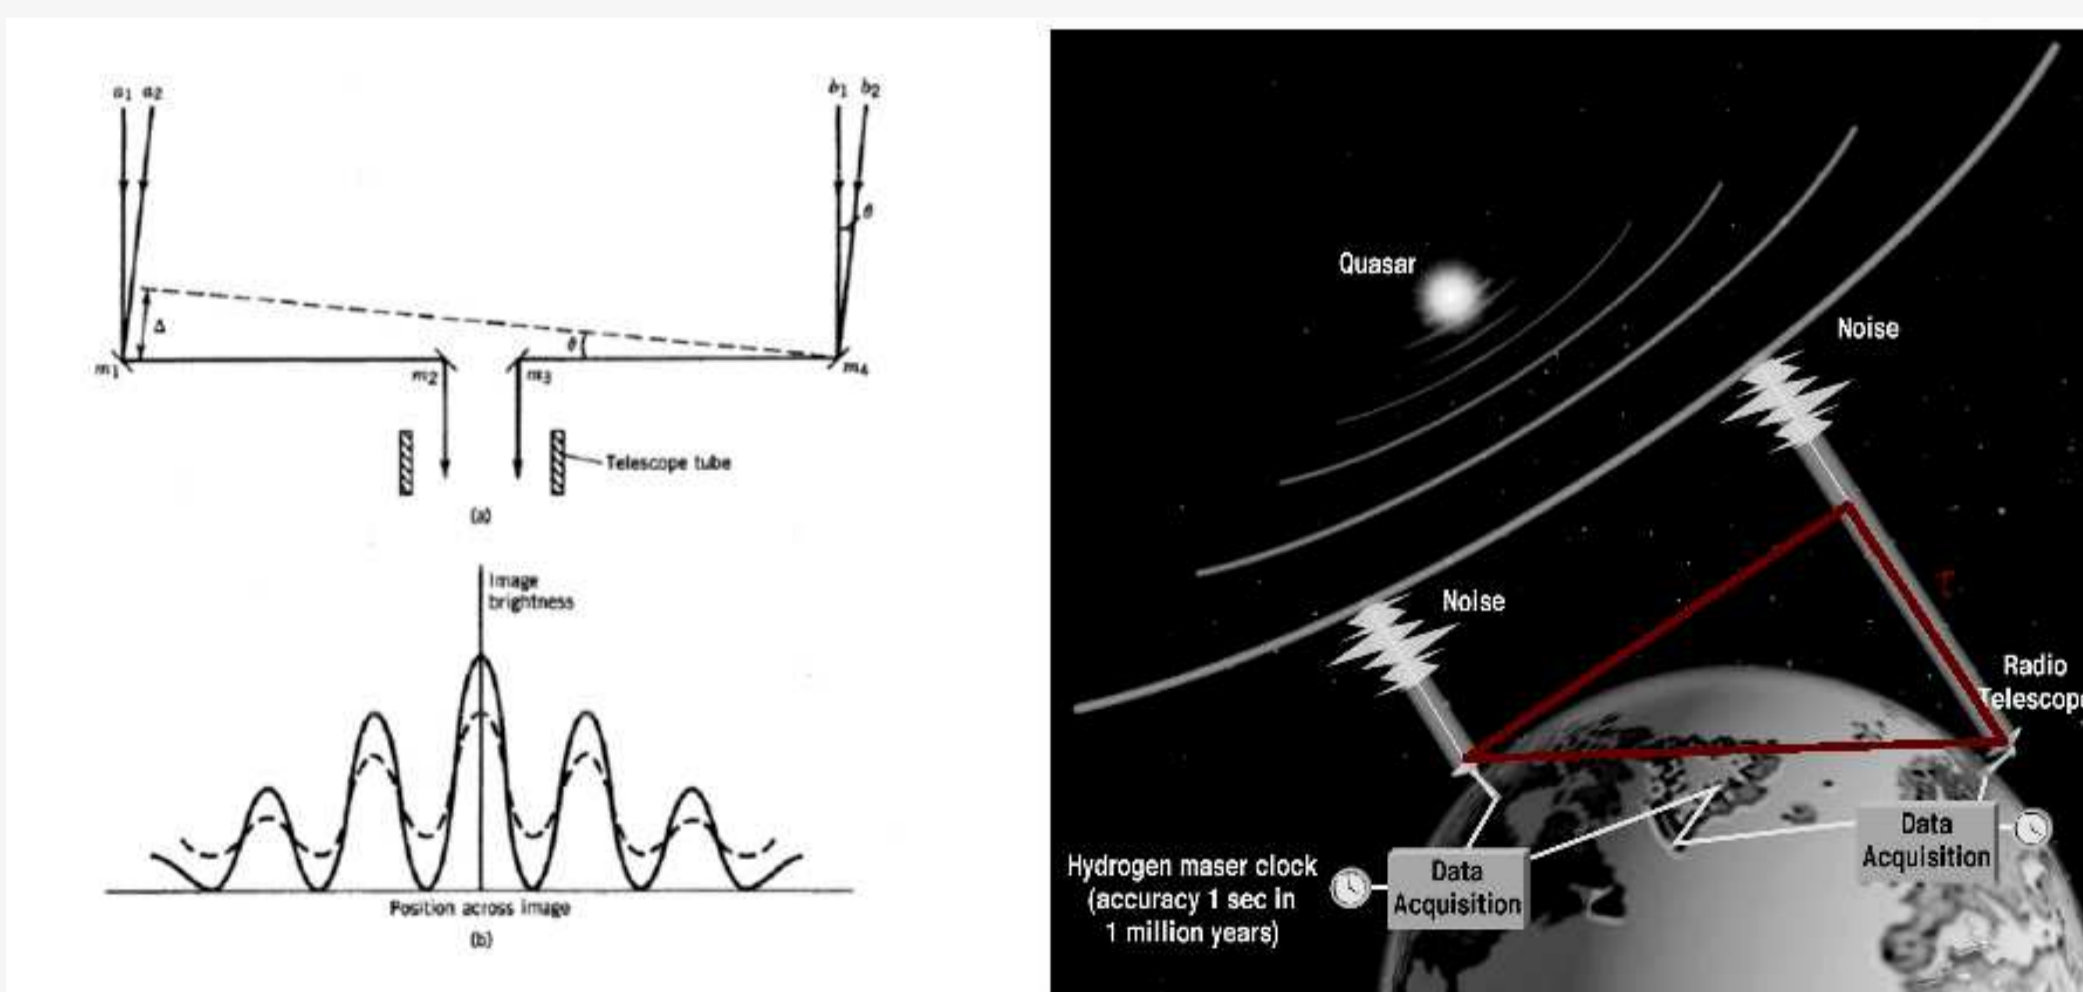 a1 a2
b1 b2
θ
Δ
θ
m1
m2
m3
m4
Telescope tube
(a)
Image
brightness
Position across image
(b)
Quasar
Noise
Noise
τ
Radio
Telescope
Data
Acquisition
Hydrogen maser clock
(accuracy 1 sec in
1 million years)
Data
Acquisition